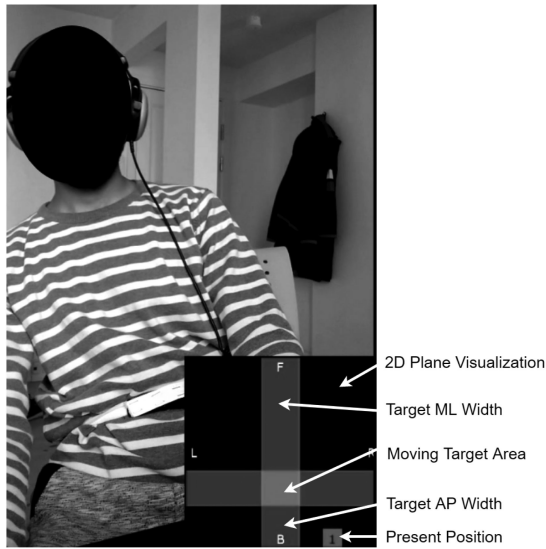 F
2D Plane Visualization
Target ML Width
L
R
Moving Target Area
Target AP Width
B
1
Present Position